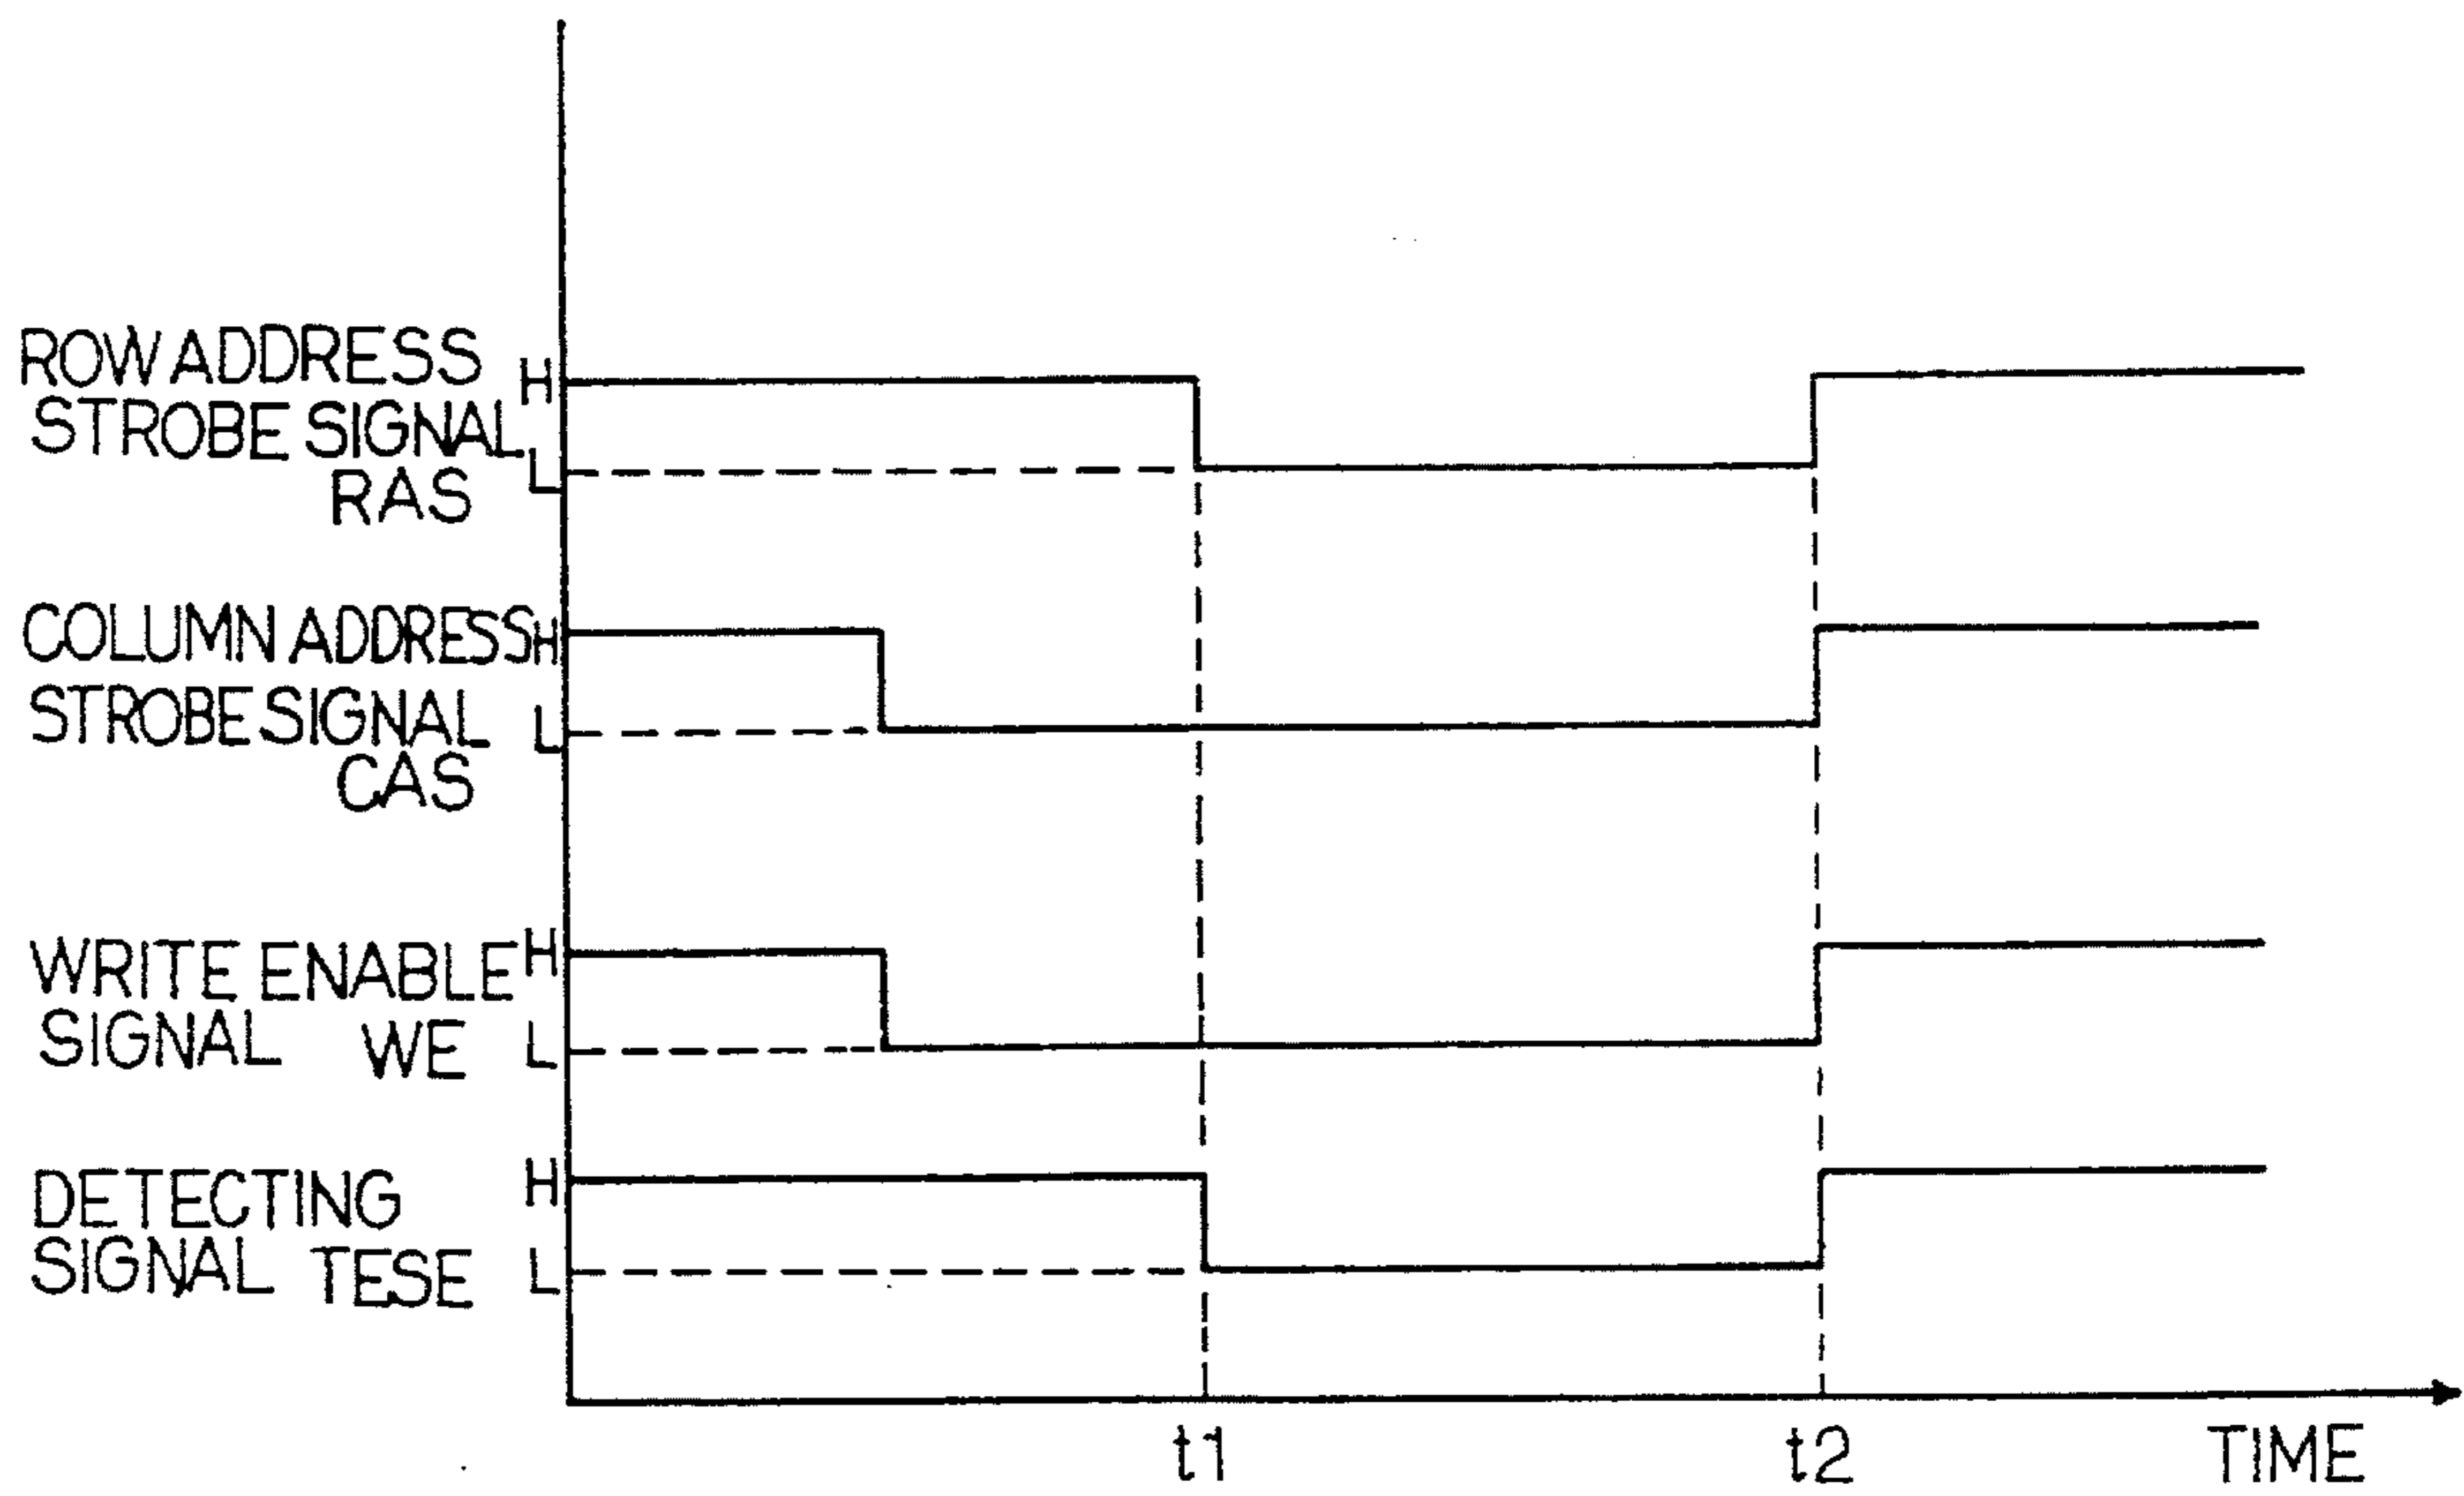 ROW ADDRESS H
STROBE SIGNAL L
RAS
COLUMN ADDRESS H
STROBE SIGNAL L
CAS
WRITE ENABLE H
SIGNAL WE L
DETECTING H
SIGNAL TESE L
t1 t2 TIME